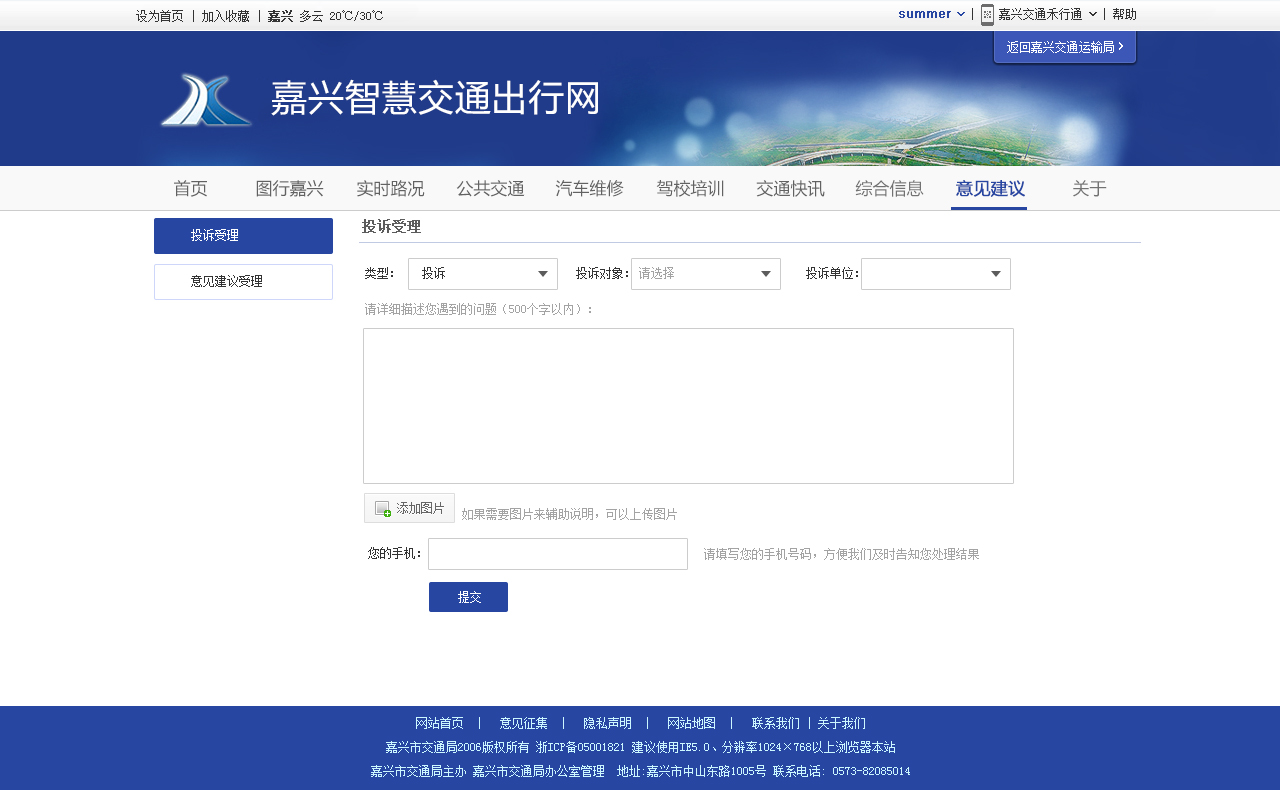 设为首页 | 加入收藏 | 嘉兴 多云 20℃/30℃ summer | 嘉兴交通禾行通 | 帮助
返回嘉兴交通运输局
嘉兴智慧交通出行网
首页 图行嘉兴 实时路况 公共交通 汽车维修 驾校培训 交通快讯 综合信息 意见建议 关于
投诉受理
意见建议受理
投诉受理
类型: 投诉 投诉对象: 请选择 投诉单位:
请详细描述您遇到的问题（500个字以内）:
添加图片 如果需要图片来辅助说明，可以上传图片
您的手机: 请填写您的手机号码，方便我们及时告知您处理结果
提交
网站首页 | 意见征集 | 隐私声明 | 网站地图 | 联系我们 | 关于我们
嘉兴市交通局2006版权所有 浙ICP备05001821 建议使用IE5.0、分辨率1024×768以上浏览器本站
嘉兴市交通局主办 嘉兴市交通局办公室管理 地址:嘉兴市中山东路1005号 联系电话: 0573-82085014